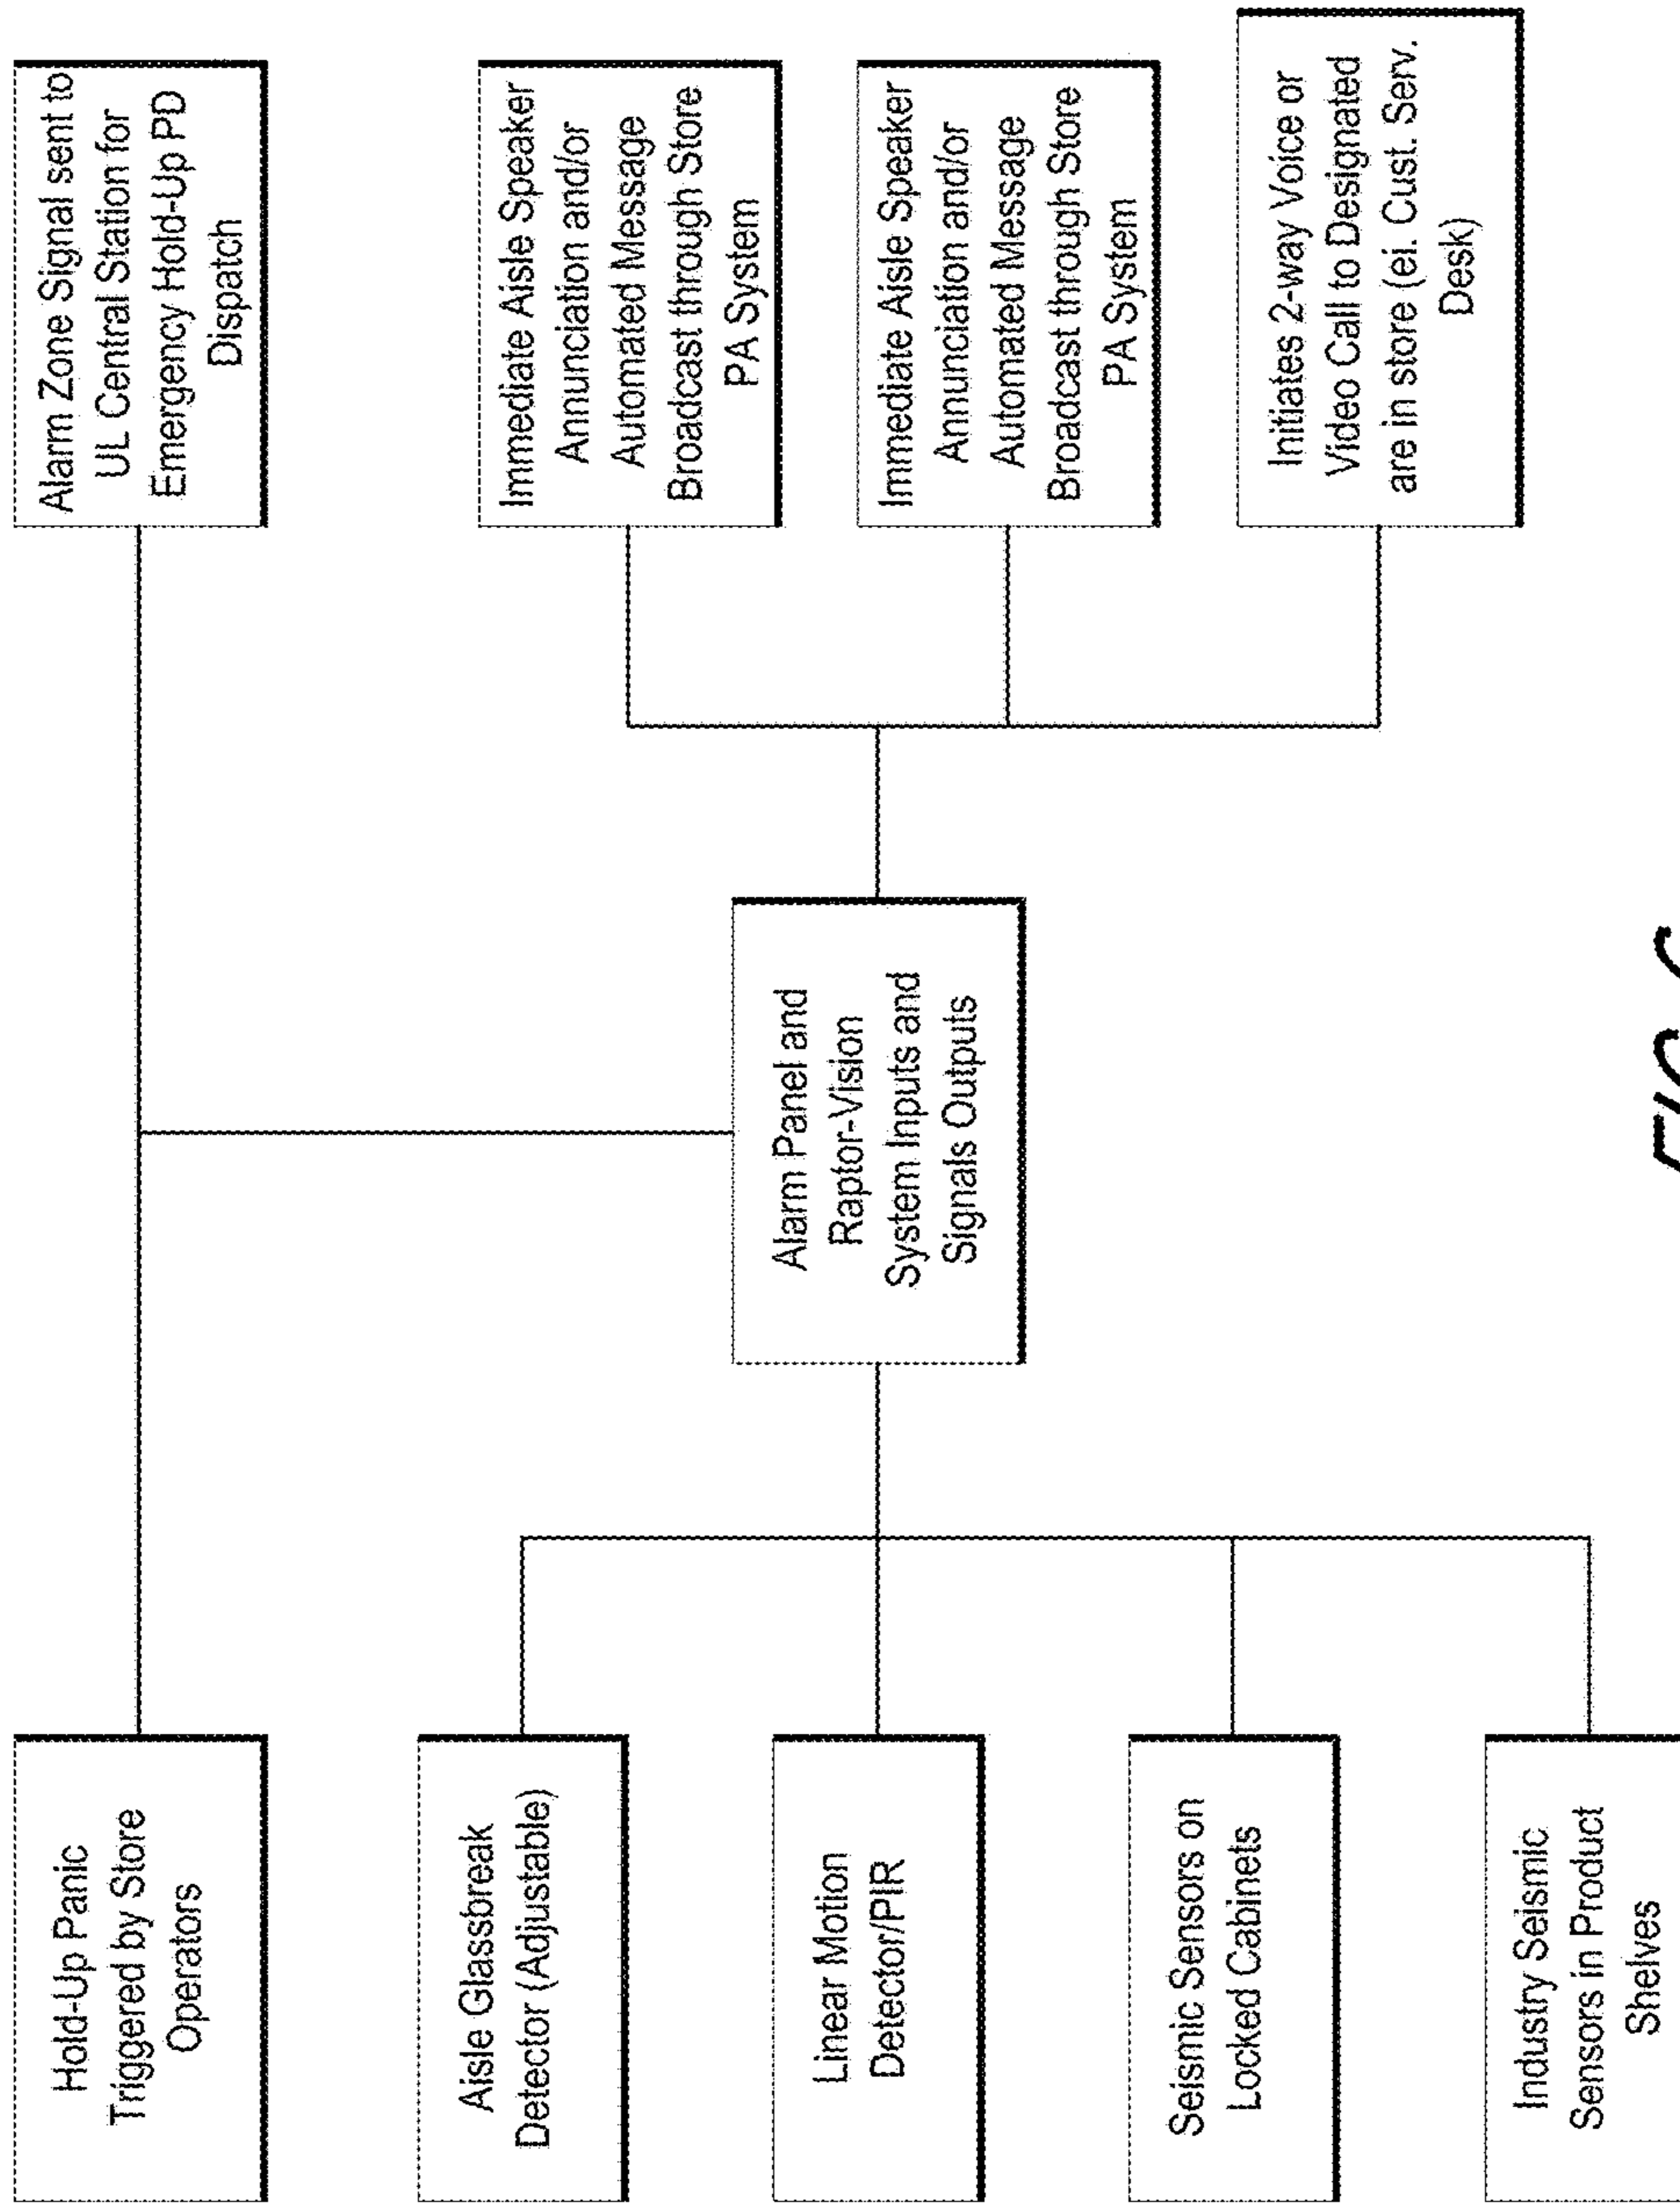 Hold-Up Panic
Triggered by Store
Operators
Alarm Zone Signal sent to
UL Central Station for
Emergency Hold-Up PD
Dispatch
Aisle Glassbreak
Detector (Adjustable)
Linear Motion
Detector/PIR
Seismic Sensors on
Locked Cabinets
Industry Seismic
Sensors in Product
Shelves
Alarm Panel and
Raptor-Vision
System Inputs and
Signals Outputs
Immediate Aisle Speaker
Annunciation and/or
Automated Message
Broadcast through Store
PA System
Immediate Aisle Speaker
Annunciation and/or
Automated Message
Broadcast through Store
PA System
Initiates 2-way Voice or
Video Call to Designated
are in store (ei. Cust. Serv.
Desk)